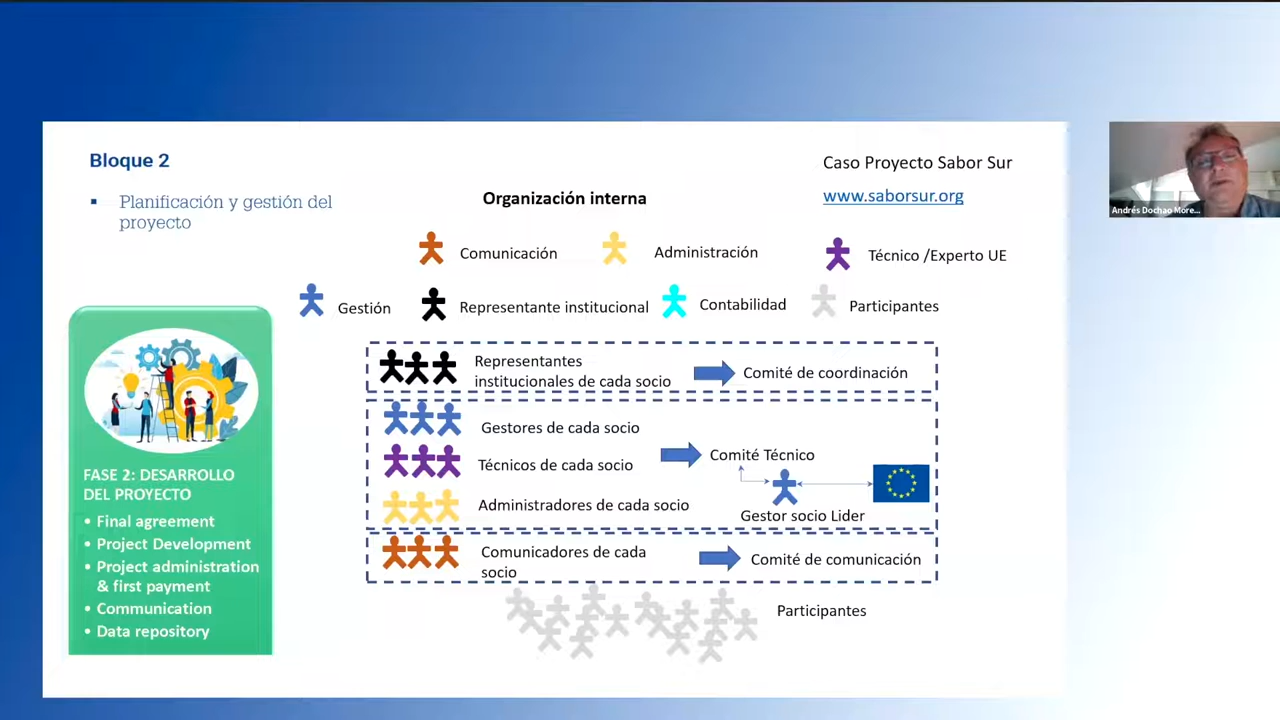 Bloque 2
Planificación y gestión del
proyecto
Caso Proyecto Sabor Sur
www.saborsur.org
Organización interna
Comunicación
Administración
Técnico /Experto UE
Gestión
Representante institucional
Contabilidad
Participantes
Representantes
institucionales de cada socio
Comité de coordinación
Gestores de cada socio
Técnicos de cada socio
Comité Técnico
Administradores de cada socio
Gestor socio Lider
Comunicadores de cada
socio
Comité de comunicación
Participantes
FASE 2: DESARROLLO
DEL PROYECTO
• Final agreement
• Project Development
• Project administration
& first payment
• Communication
• Data repository
Andrés Dochao More...